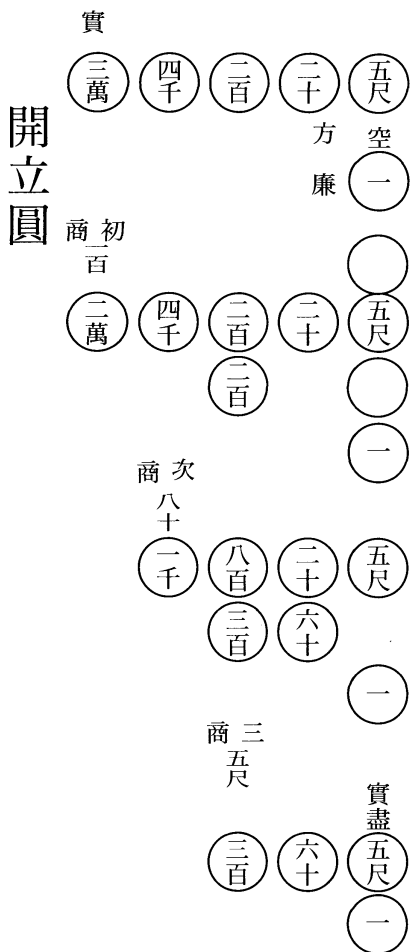 開立圓
實
三萬 四千 二百 二十 五尺
方 空
廉 一
初商
一百
二萬 四千 二百 二十 五尺
二百
一
次商
八十
一千 八百 二十 五尺
三百 六十
一
三商
五尺
實盡
三百 六十 五尺
一